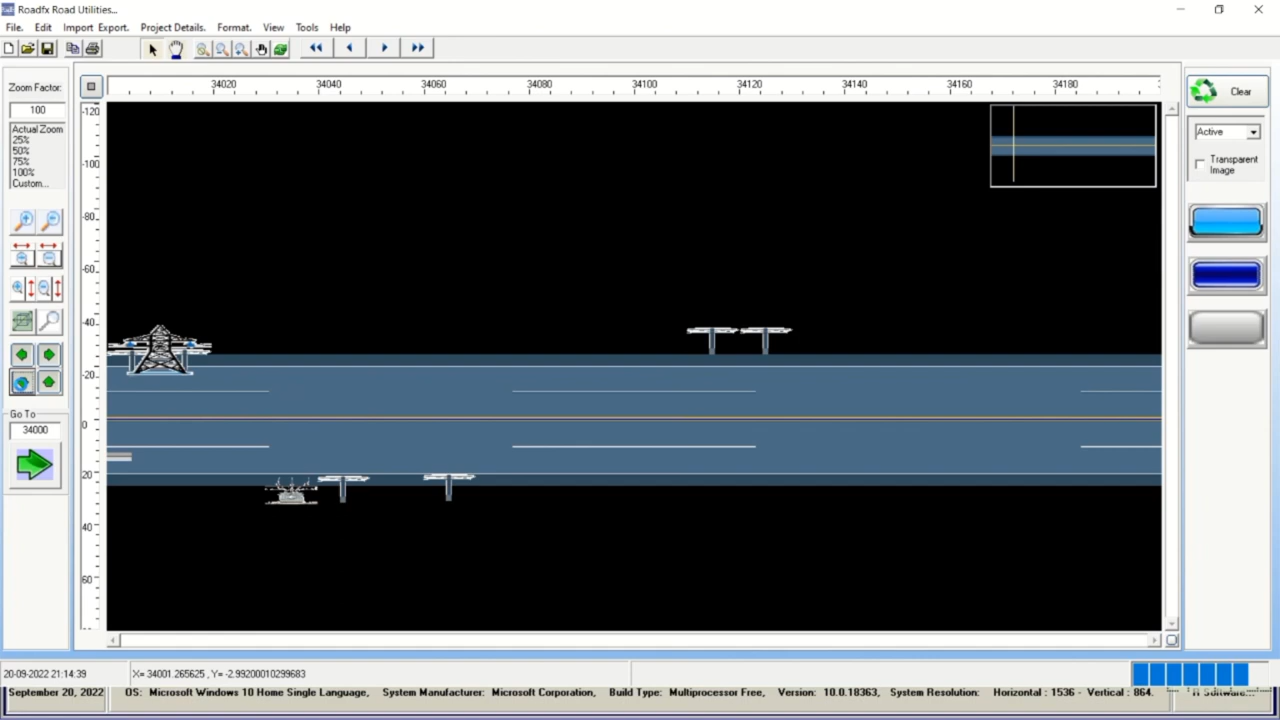 Roadfx Road Utilities...
File. Edit Import Export. Project Details. Format. View Tools Help
Zoom Factor:
100
Actual Zoom
25%
50%
75%
100%
Custom...
Go To
34000
34020 34040 34060 34080 34100 34120 34140 34160 34180
-120
-100
-80
-60
-40
-20
0
20
40
60
Clear
Active
Transparent
Image
20-09-2022 21:14:39 X= 34001.265625 , Y= -2.99200010299683
September 20, 2022 OS: Microsoft Windows 10 Home Single Language, System Manufacturer: Microsoft Corporation, Build Type: Multiprocessor Free, Version: 10.0.18363, System Resolution: Horizontal : 1536 - Vertical : 864.